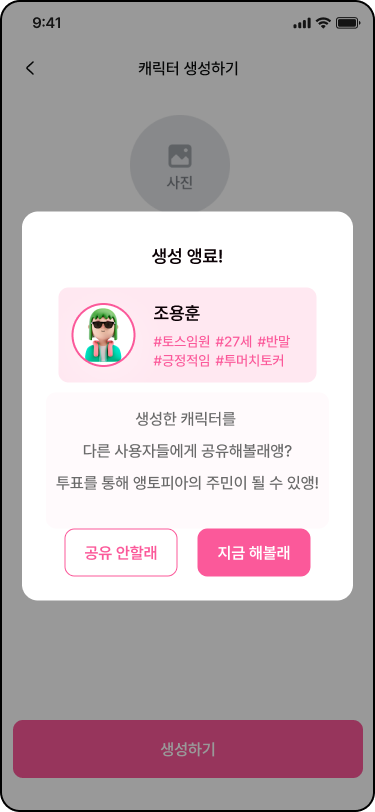 9:41
캐릭터 생성하기
사진
생성 앵료!
조용훈
#토스임원 #27세 #반말
#긍정적임 #투머치토커
생성한 캐릭터를
다른 사용자들에게 공유해볼래앵?
투표를 통해 앵토피아의 주민이 될 수 있앵!
공유 안할래
지금 해볼래
생성하기